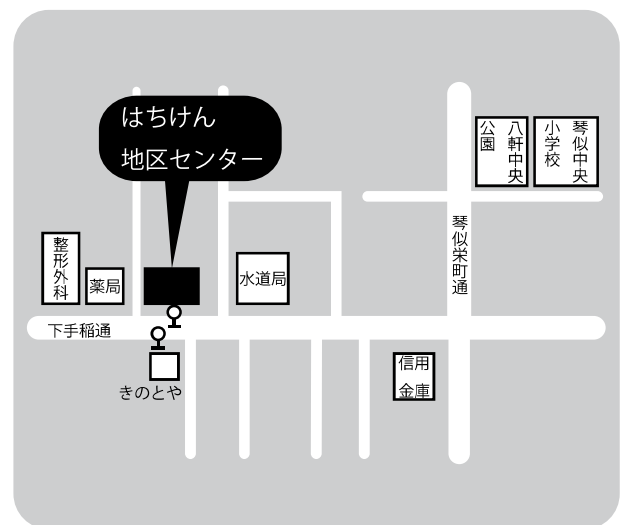 はちけん
地区センター
八軒中央
公園
琴似中央
小学校
琴似栄町通
整形外科
薬局
水道局
下手稲通
きのとや
信用
金庫